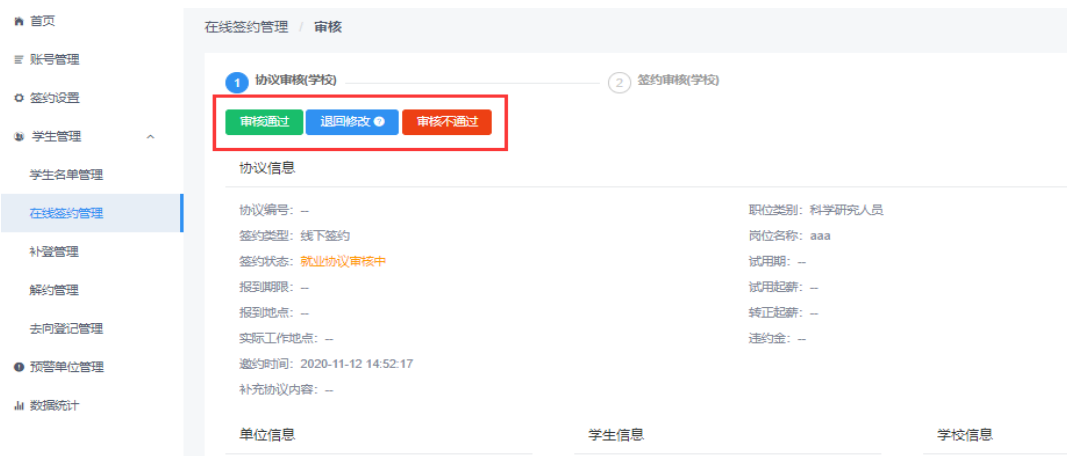 首页
账号管理
签约设置
学生管理
学生名单管理
在线签约管理
补登管理
解约管理
去向登记管理
预警单位管理
数据统计
在线签约管理 / 审核
1 协议审核(学校)
2 签约审核(学校)
审核通过 退回修改 审核不通过
协议信息
协议编号: --
职位类别: 科学研究人员
签约类型: 线下签约
岗位名称: aaa
签约状态: 就业协议审核中
试用期: --
报到期限: --
试用起薪: --
报到地点: --
转正起薪: --
实际工作地点: --
违约金: --
邀约时间: 2020-11-12 14:52:17
补充协议内容: --
单位信息
学生信息
学校信息